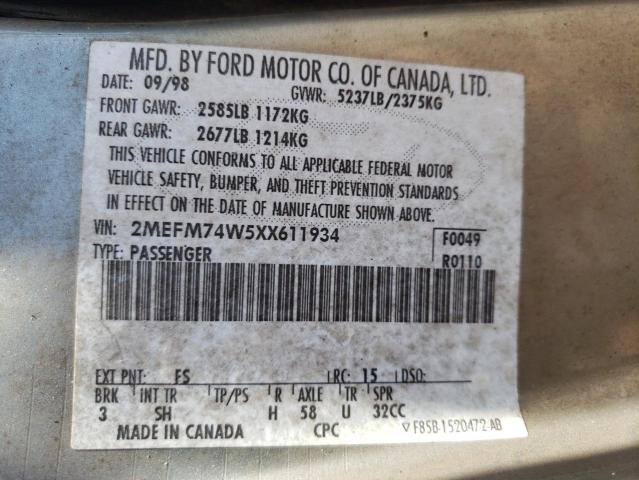 MFD. BY FORD MOTOR CO. OF CANADA, LTD.
DATE: 09/98 GVWR: 5237LB/2375KG
FRONT GAWR: 2585LB 1172KG
REAR GAWR: 2677LB 1214KG
THIS VEHICLE CONFORMS TO ALL APPLICABLE FEDERAL MOTOR
VEHICLE SAFETY, BUMPER, AND THEFT PREVENTION STANDARDS
IN EFFECT ON THE DATE OF MANUFACTURE SHOWN ABOVE.
VIN: 2MEFM74W5XX611934 F0049
TYPE: PASSENGER R0110
EXT PNT: FS RC: 15 DSO:
BRK INT TR TP/PS R AXLE TR SPR
3 SH H 58 U 32CC
MADE IN CANADA CPC ▽F85B-1520472-AB